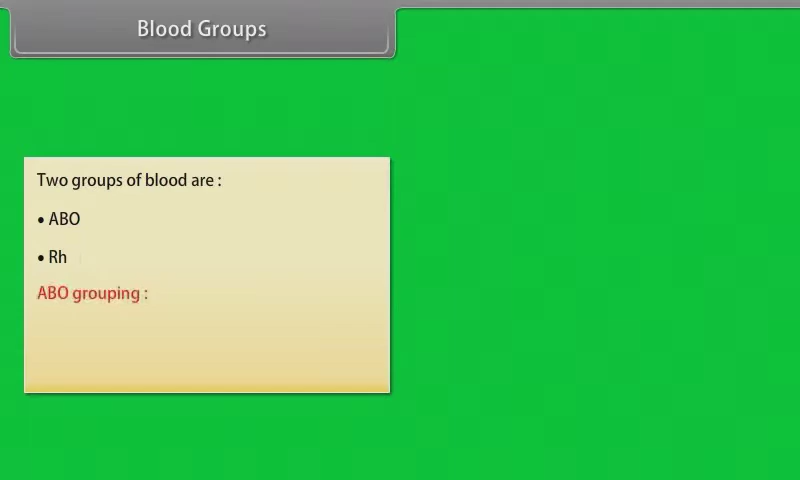 Blood Groups
Two groups of blood are :
• ABO
• Rh
ABO grouping :